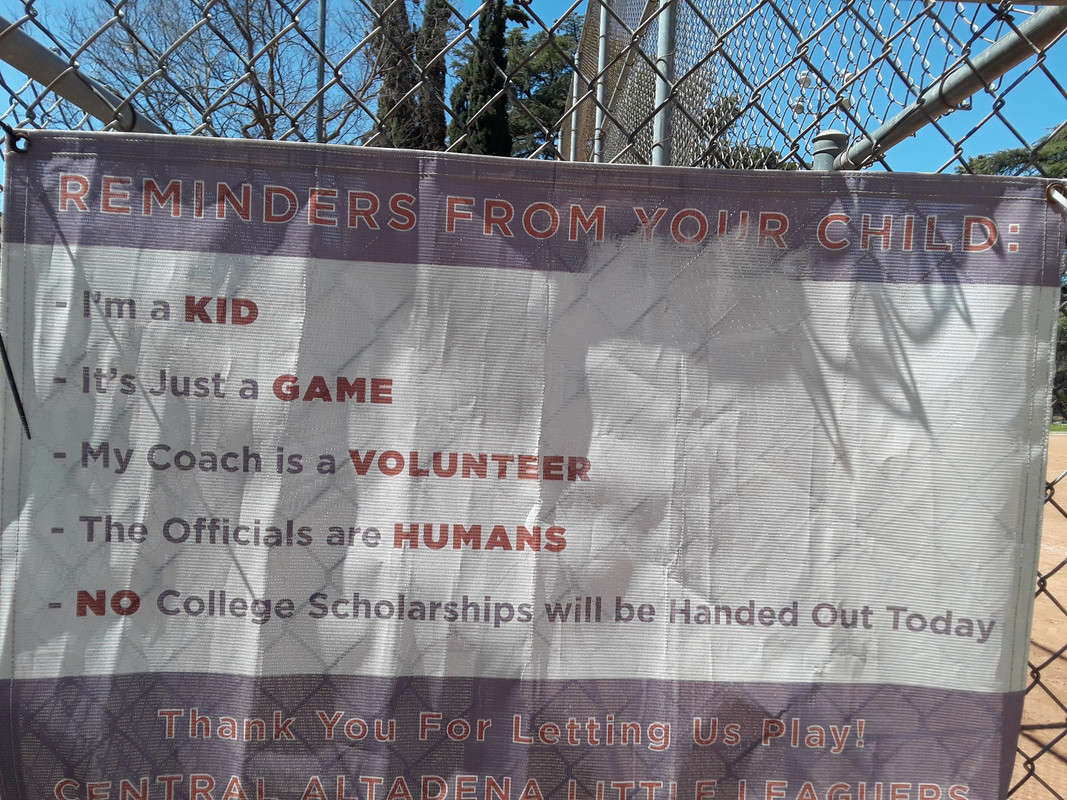 REMINDERS FROM YOUR CHILD:
- I'm a KID
- It's Just a GAME
- My Coach is a VOLUNTEER
- The Officials are HUMANS
- NO College Scholarships will be Handed Out Today
Thank You For Letting Us Play!
CENTRAL ALTADENA LITTLE LEAGUERS